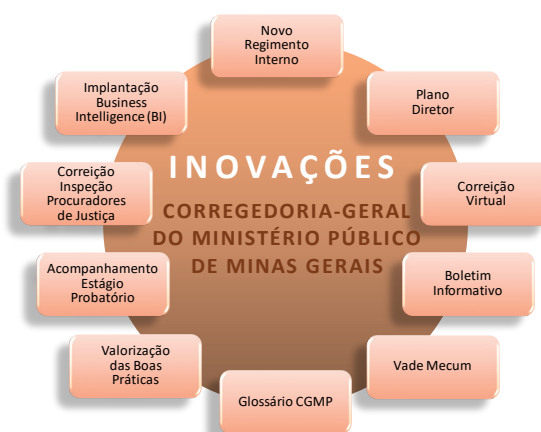 Novo
Regimento
Interno
Implantação
Business
Intelligence (BI)
Plano
Diretor
INOVAÇÕES
Correição
Inspeção
Procuradores
de Justiça
Correição
Virtual
CORREGEDORIA-GERAL
DO MINISTÉRIO PÚBLICO
DE MINAS GERAIS
Acompanhamento
Estágio
Probatório
Boletim
Informativo
Valorização
das Boas
Práticas
Vade Mecum
Glossário CGMP